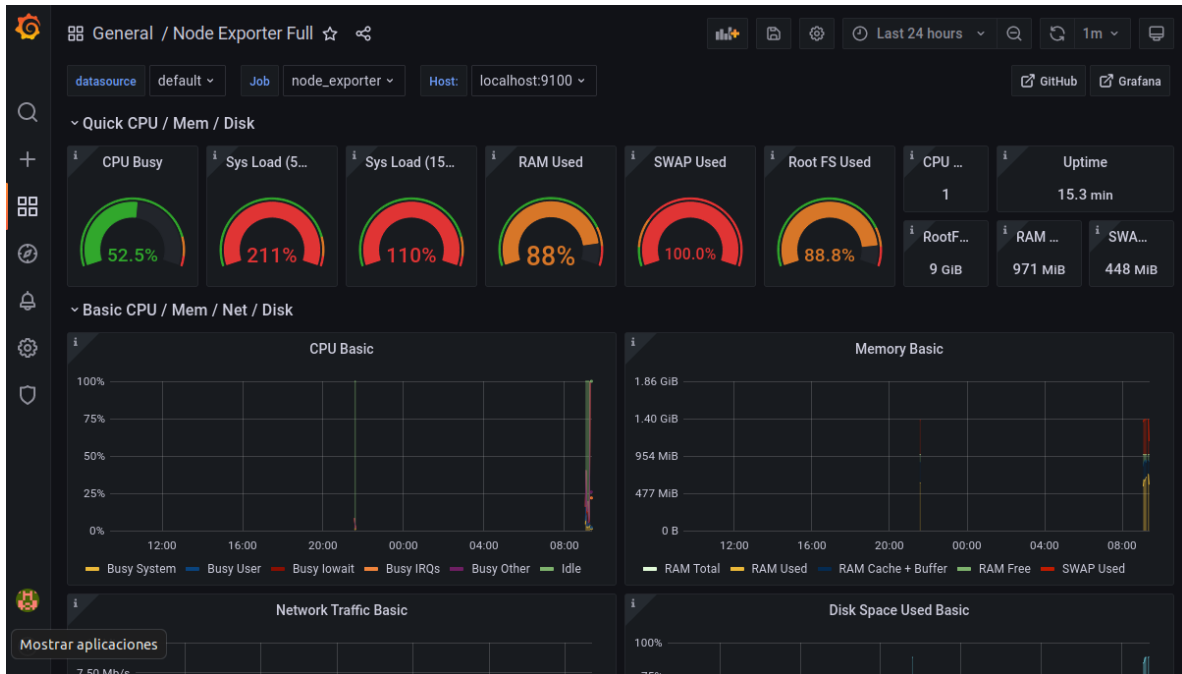 General / Node Exporter Full
Last 24 hours
1m
datasource default Job node_exporter Host: localhost:9100
GitHub Grafana
Quick CPU / Mem / Disk
CPU Busy
52.5%
Sys Load (5...
211%
Sys Load (15...
110%
RAM Used
88%
SWAP Used
100.0%
Root FS Used
88.8%
CPU ...
1
Uptime
15.3 min
RootF...
9 GiB
RAM ...
971 MiB
SWA...
448 MiB
Basic CPU / Mem / Net / Disk
CPU Basic
100%
75%
50%
25%
0%
12:00 16:00 20:00 00:00 04:00 08:00
Busy System Busy User Busy Iowait Busy IRQs Busy Other Idle
Memory Basic
1.86 GiB
1.40 GiB
954 MiB
477 MiB
0 B
12:00 16:00 20:00 00:00 04:00 08:00
RAM Total RAM Used RAM Cache + Buffer RAM Free SWAP Used
Network Traffic Basic
7.50 Mb/s
Disk Space Used Basic
100%
75%
Mostrar aplicaciones